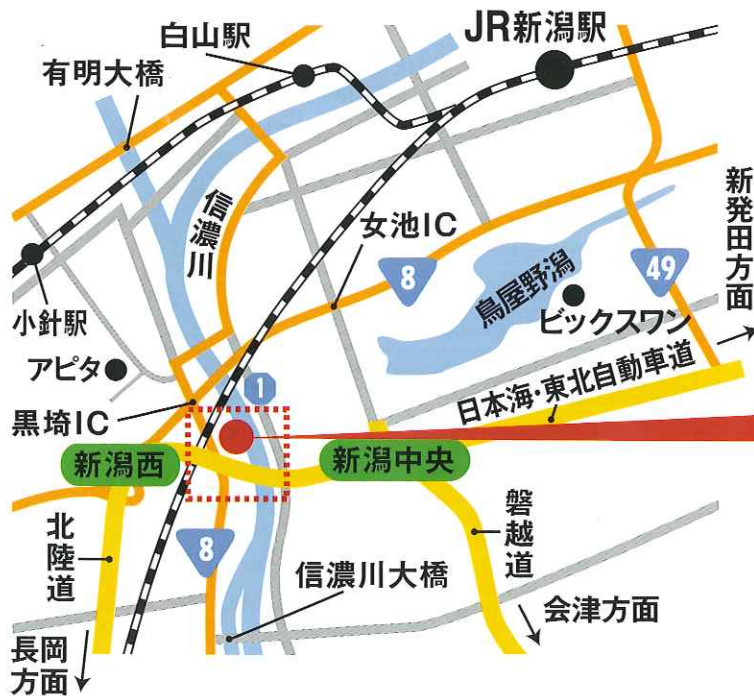 白山駅
JR新潟駅
有明大橋
信濃川
女池IC
新発田方面
8
49
鳥屋野潟
ビックスワン
小針駅
アピタ
1
日本海・東北自動車道
黒埼IC
新潟西
新潟中央
北陸道
8
磐越道
信濃川大橋
会津方面
長岡
方面